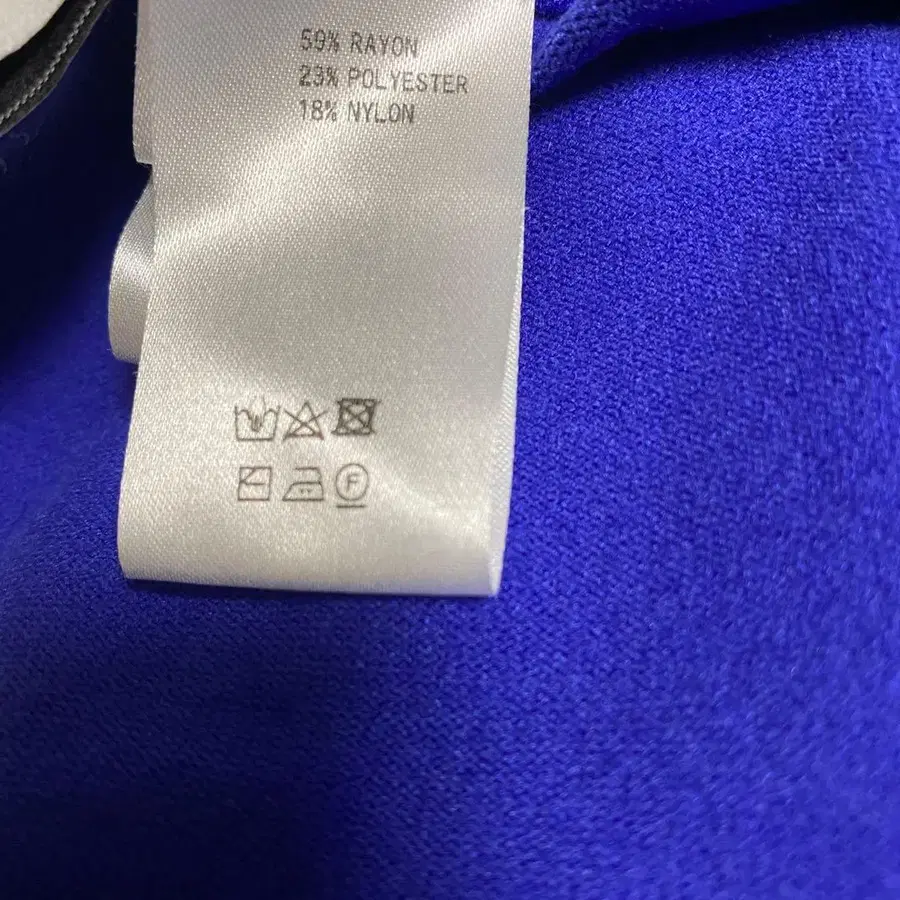 59% RAYON
23% POLYESTER
18% NYLON
F